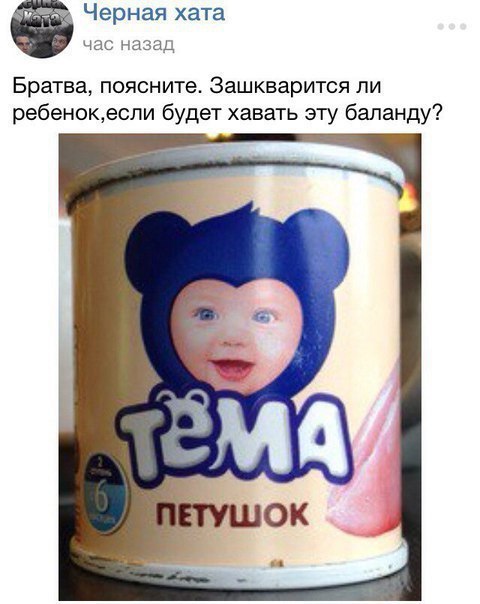 Черная хата
час назад
Братва, поясните. Зашкварится ли
ребенок,если будет хавать эту баланду?
тёма
ПЕТУШОК
6